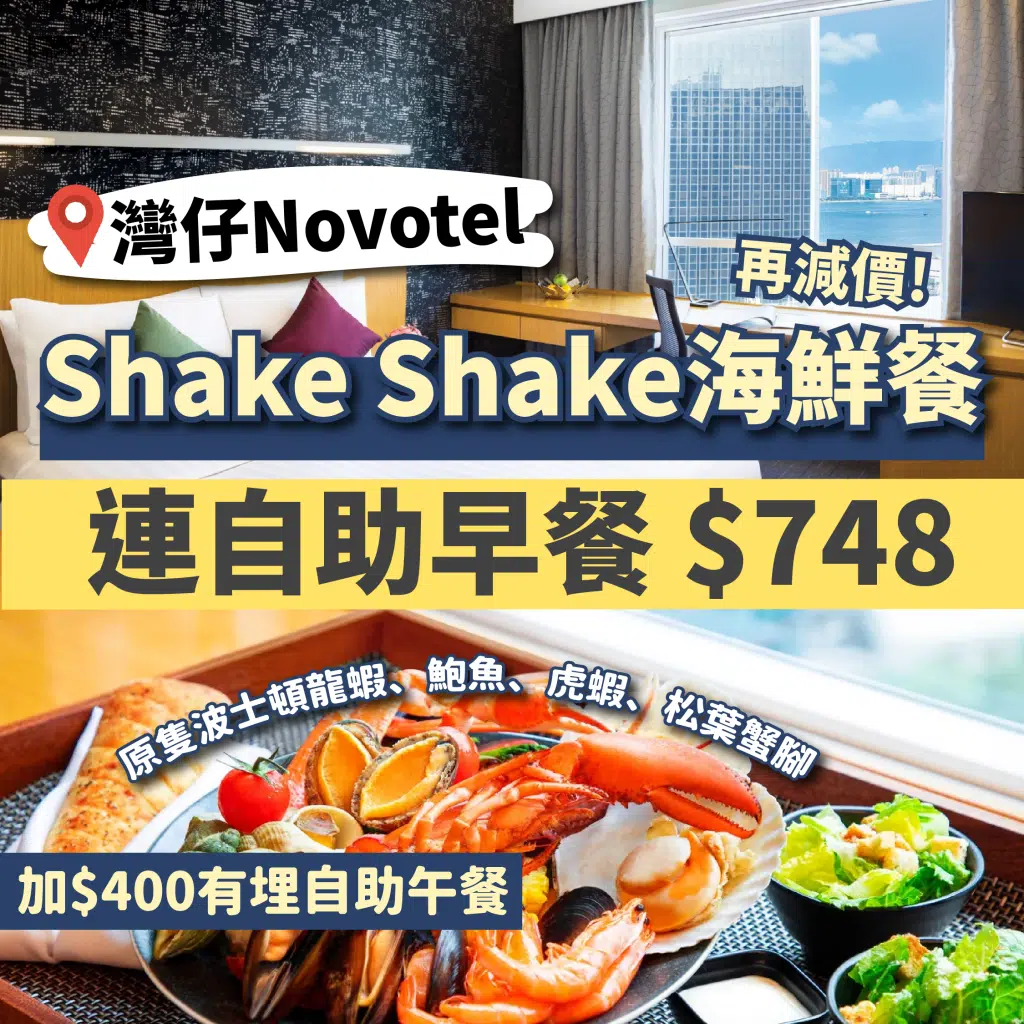 灣仔Novotel
再減價!
Shake Shake海鮮餐
連自助早餐 $748
原隻波士頓龍蝦、鮑魚、虎蝦、松葉蟹腳
加$400有埋自助午餐